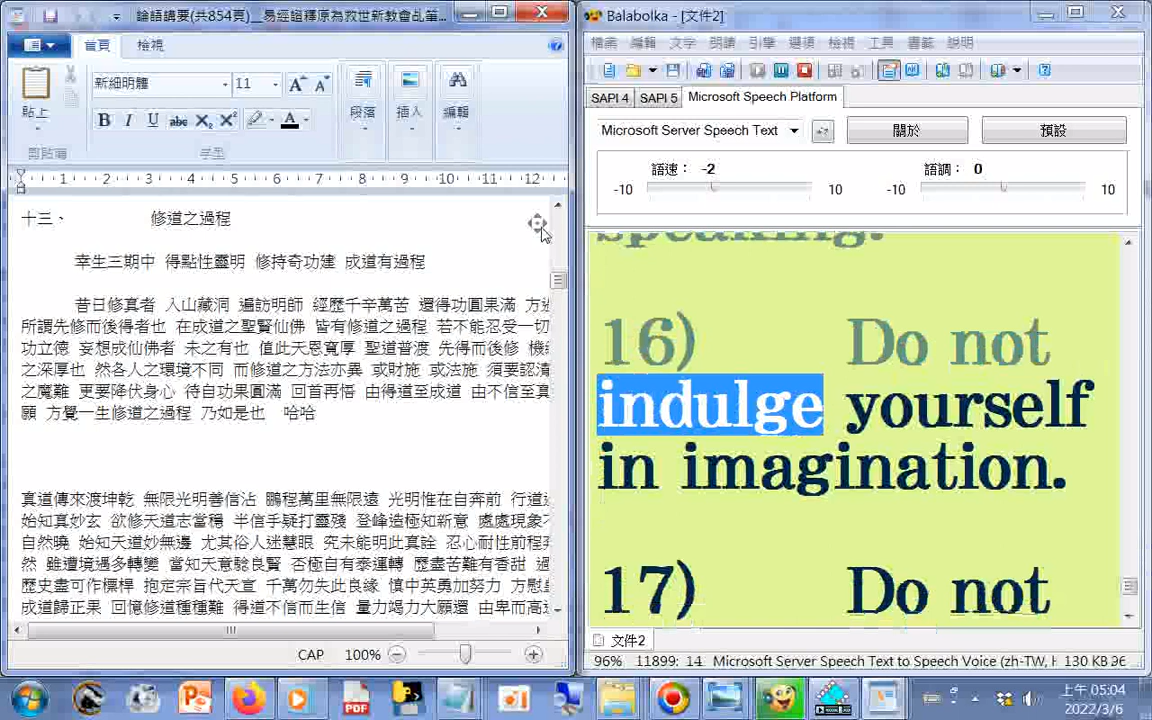 論語講要(共854頁)__易經證釋原為救世新教會乩筆...
首頁 檢視
新細明體 11
貼上
B I U abc X₂ X²
段落 插入 編輯
剪貼簿 字型
1 2 3 4 5 6 7 8 9 10 11 12
十三、 修道之過程
幸生三期中 得點性靈明 修持奇功建 成道有過程
昔日修真者 入山藏洞 遍訪明師 經歷千辛萬苦 還得功圓果滿 方
所謂先修而後得者也 在成道之聖賢仙佛 皆有修道之過程 若不能忍受一切
功立德 妄想成仙佛者 未之有也 值此天恩寬厚 聖道普渡 先得而後修 機
之深厚也 然各人之環境不同 而修道之方法亦異 或財施 或法施 須要認清
之魔難 更要降伏身心 待自功果圓滿 回首再悟 由得道至成道 由不信至真
願 方覺一生修道之過程 乃如是也 哈哈
真道傳來渡坤乾 無限光明善信沾 鵬程萬里無限遠 光明惟在自奔前 行道
始知真妙玄 欲修天道志當穩 半信半疑打靈殘 登峰造極知新意 處處現象
自然曉 始知天道妙無邊 尤其俗人迷慧眼 究未能明此真詮 忍心耐性前程
然 雖遭境遇多轉變 當知天意驗良賢 否極自有泰運轉 歷盡苦難有香甜
歷史盡可作標桿 抱定宗旨代天宣 千萬勿失此良緣 慎中英勇加努力 方慰
成道歸正果 回憶修道種種難 得道不信而生信 量力竭力大願還 由卑而高
CAP 100%
Balabolka - [文件2]
檔案 編輯 文字 朗讀 引擎 選項 檢視 工具 書籤 說明
SAPI 4 SAPI 5 Microsoft Speech Platform
Microsoft Server Speech Text 關於 預設
語速： -2 語調： 0
-10 10 -10 10
speaking.
16) Do not
indulge yourself
in imagination.
17) Do not
文件2
96% 11899: 14 Microsoft Server Speech Text to Speech Voice (zh-TW, H 130 KB
上午 05:04
2022/3/6